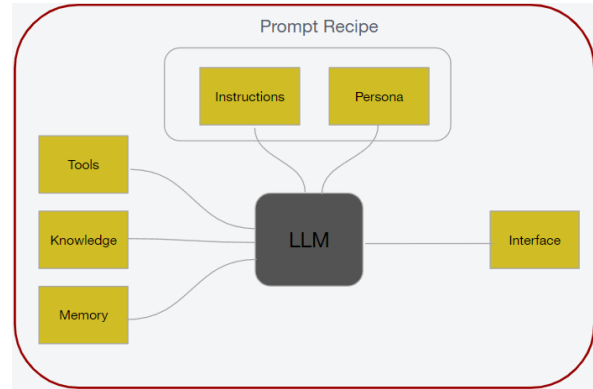 Prompt Recipe
Instructions
Persona
Tools
Knowledge
LLM
Interface
Memory